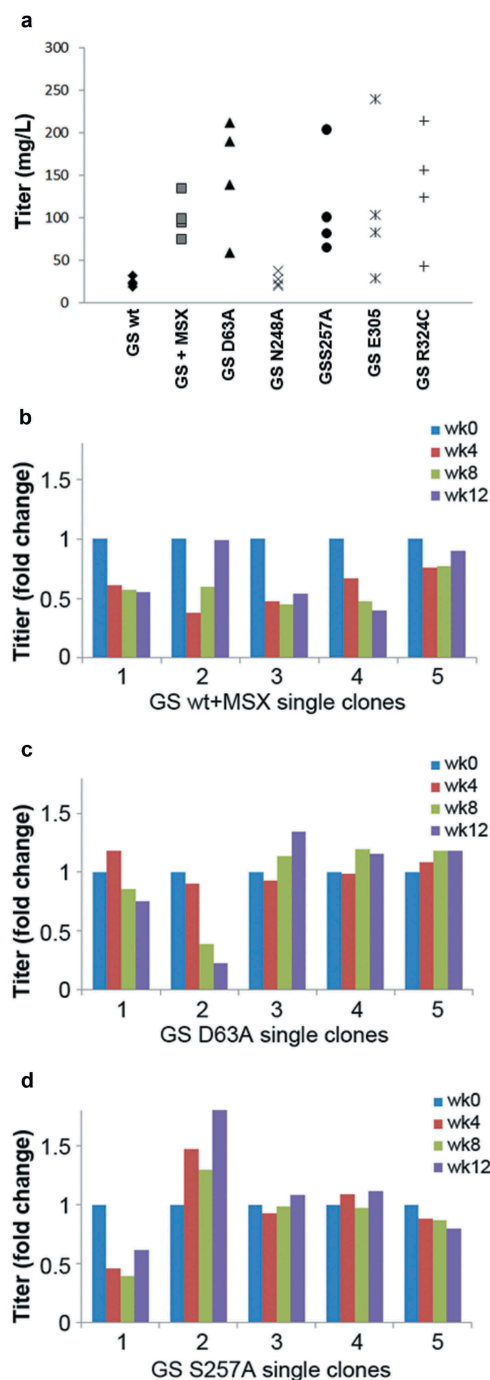 a
300
250
200
150
100
50
0
Titer (mg/L)
GS wt
GS + MSX
GS D63A
GS N248A
GSS257A
GS E305
GS R324C
b
wk0
wk4
wk8
wk12
1.5
1
0.5
0
Titier (fold change)
1 2 3 4 5
GS wt+MSX single clones
c
wk0
wk4
wk8
wk12
1.5
1
0.5
0
Titer (fold change)
1 2 3 4 5
GS D63A single clones
d
wk0
wk4
wk8
wk12
1.5
1
0.5
0
Titer (fold change)
1 2 3 4 5
GS S257A single clones